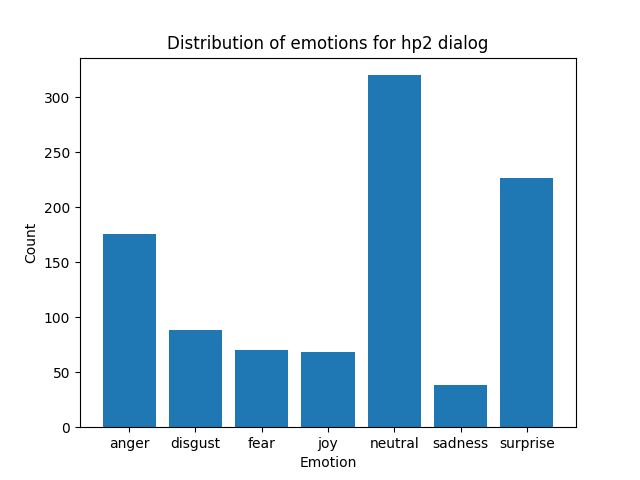 Distribution of emotions for hp2 dialog
Count
300
250
200
150
100
50
0
anger disgust fear joy neutral sadness surprise
Emotion